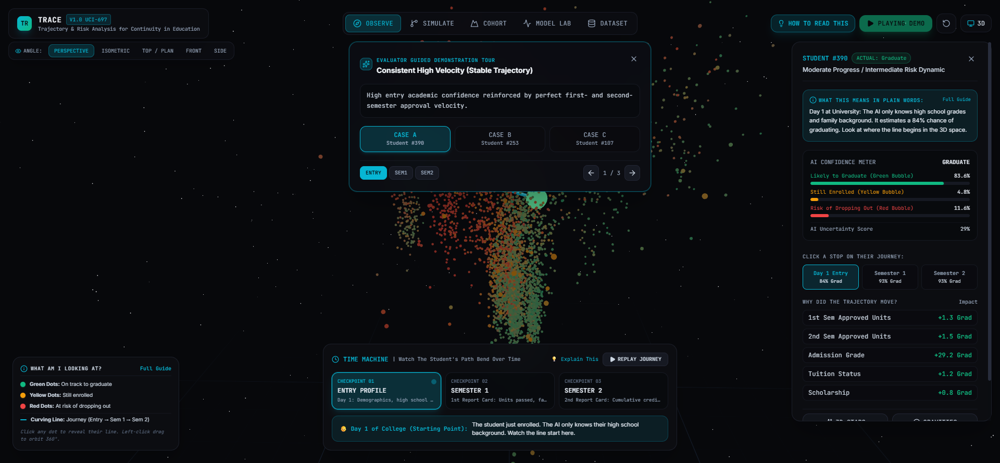 TR
TRACE
V1.0 UCI-697
Trajectory & Risk Analysis for Continuity in Education
ANGLE:
PERSPECTIVE
ISOMETRIC
TOP / PLAN
FRONT
SIDE
OBSERVE
SIMULATE
COHORT
MODEL LAB
DATASET
HOW TO READ THIS
PLAYING DEMO
3D
EVALUATOR GUIDED DEMONSTRATION TOUR
Consistent High Velocity (Stable Trajectory)
High entry academic confidence reinforced by perfect first- and second-
semester approval velocity.
CASE A
Student #390
CASE B
Student #253
CASE C
Student #107
ENTRY
SEM1
SEM2
1 / 3
STUDENT #390
ACTUAL: Graduate
Moderate Progress / Intermediate Risk Dynamic
WHAT THIS MEANS IN PLAIN WORDS:
Full Guide
Day 1 at University: The AI only knows high school grades
and family background. It estimates a 84% chance of
graduating. Look at where the line begins in the 3D space.
AI CONFIDENCE METER
GRADUATE
Likely to Graduate (Green Bubble)
83.6%
Still Enrolled (Yellow Bubble)
4.8%
Risk of Dropping Out (Red Bubble)
11.6%
AI Uncertainty Score
29%
CLICK A STOP ON THEIR JOURNEY:
Day 1 Entry
84% Grad
Semester 1
93% Grad
Semester 2
93% Grad
WHY DID THE TRAJECTORY MOVE?
Impact
1st Sem Approved Units
+1.3 Grad
2nd Sem Approved Units
+1.5 Grad
Admission Grade
+29.2 Grad
Tuition Status
+1.2 Grad
Scholarship
+0.8 Grad
WHAT AM I LOOKING AT?
Full Guide
Green Dots: On track to graduate
Yellow Dots: Still enrolled
Red Dots: At risk of dropping out
Curving Line: Journey (Entry → Sem 1 → Sem 2)
Click any dot to reveal their line. Left-click drag
to orbit 360°.
TIME MACHINE
| Watch The Student's Path Bend Over Time
Explain This
REPLAY JOURNEY
CHECKPOINT 01
ENTRY PROFILE
Day 1: Demographics, high school …
CHECKPOINT 02
SEMESTER 1
1st Report Card: Units passed, fa…
CHECKPOINT 03
SEMESTER 2
2nd Report Card: Cumulative credi…
Day 1 of College (Starting Point):
The student just enrolled. The AI only knows their high school
background. Watch the line start here.